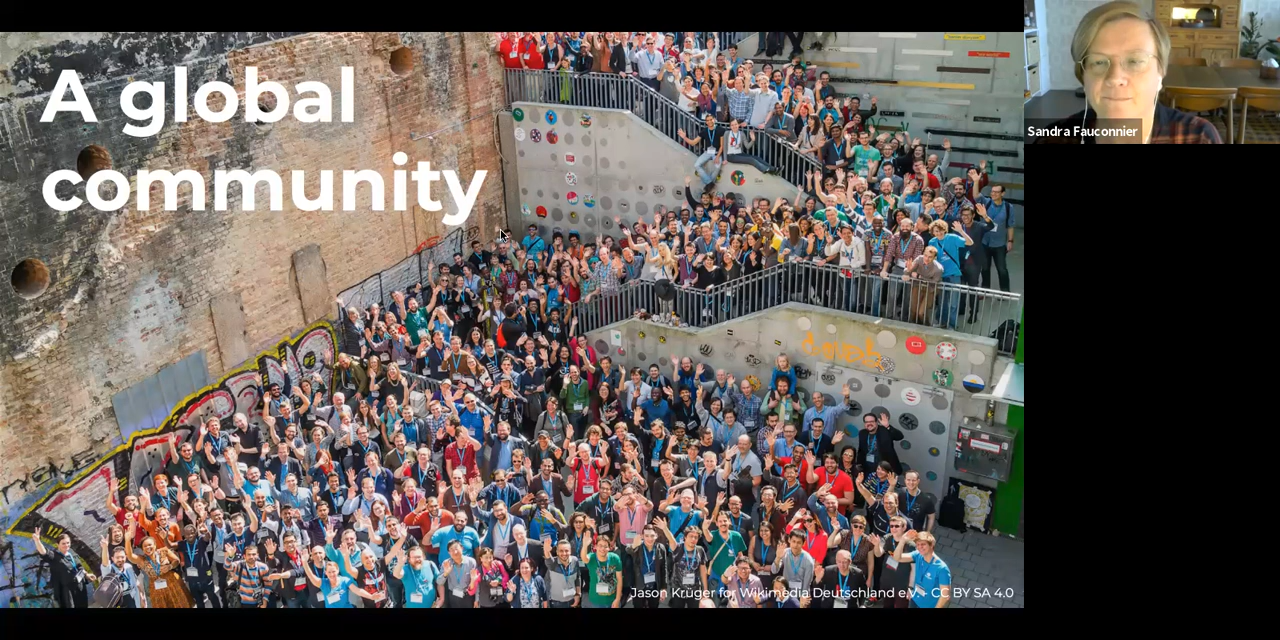 A global
community
Sandra Fauconnier
Jason Krüger for Wikimedia Deutschland e.V. - CC BY SA 4.0